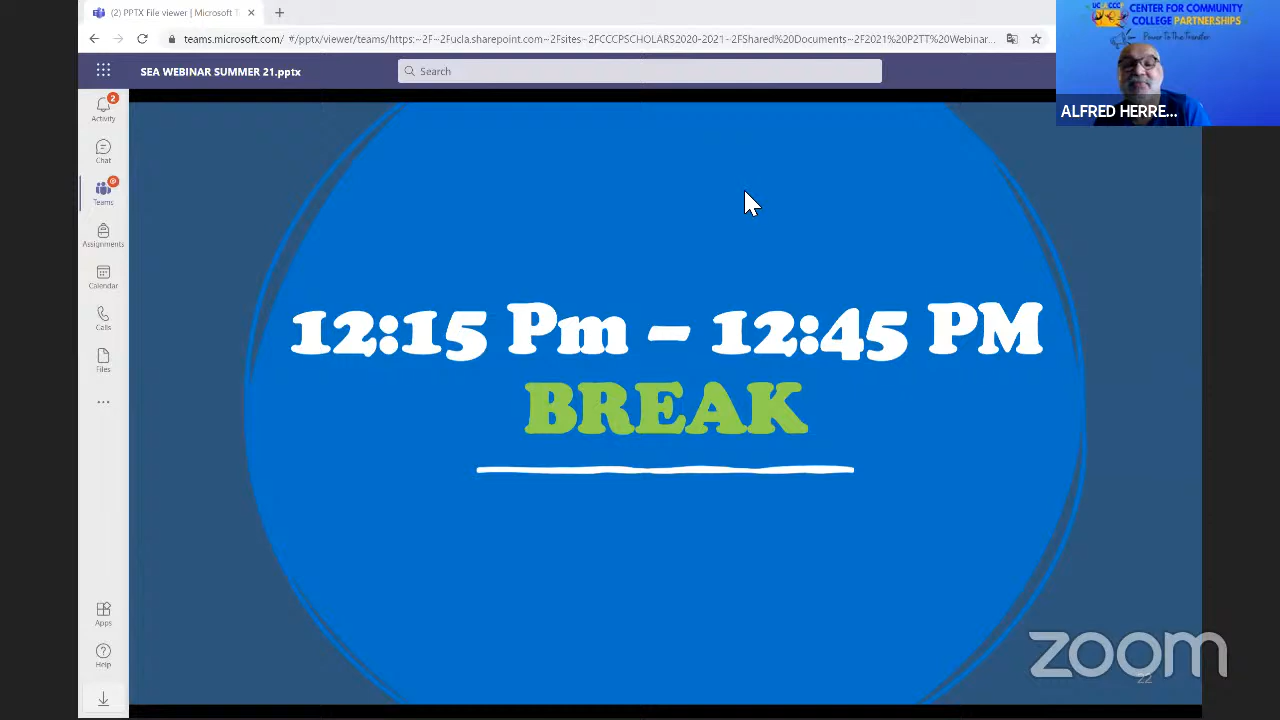 (2) PPTX File viewer | Microsoft T
teams.microsoft.com/_#/pptx/viewer/teams/https:~2F~2Fucla.sharepoint.com~2Fsites~2FCCCPSCHOLARS2020-2021~2FShared%20Documents~2F2021%20P2TT%20Webinar...
SEA WEBINAR SUMMER 21.pptx
Search
CENTER FOR COMMUNITY
COLLEGE PARTNERSHIPS
Power To the Transfer
ALFRED HERRE...
2
Activity
Chat
Teams
Assignments
Calendar
Calls
Files
...
Apps
Help
12:15 Pm – 12:45 PM
BREAK
zoom
22